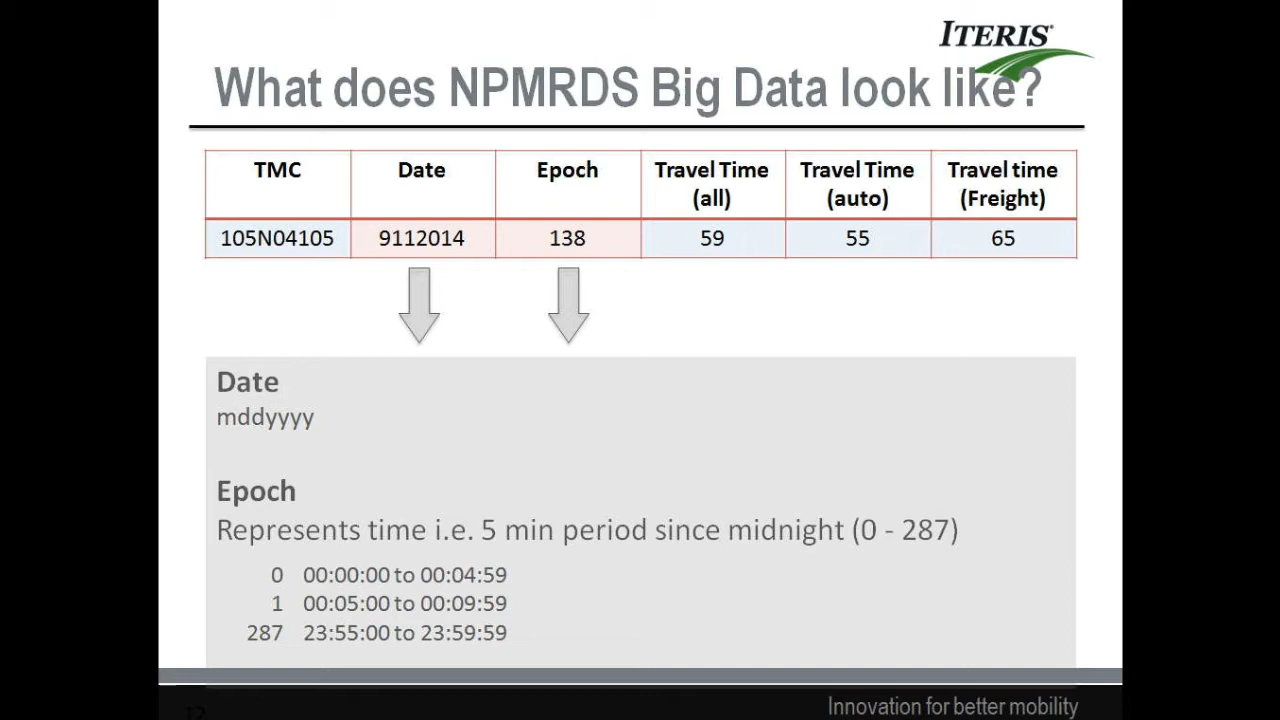 ITERIS
What does NPMRDS Big Data look like?
TMC Date Epoch Travel Time (all) Travel Time (auto) Travel time (Freight)
105N04105 9112014 138 59 55 65
Date
mddyyyy
Epoch
Represents time i.e. 5 min period since midnight (0 - 287)
0 00:00:00 to 00:04:59
1 00:05:00 to 00:09:59
287 23:55:00 to 23:59:59
12
Innovation for better mobility